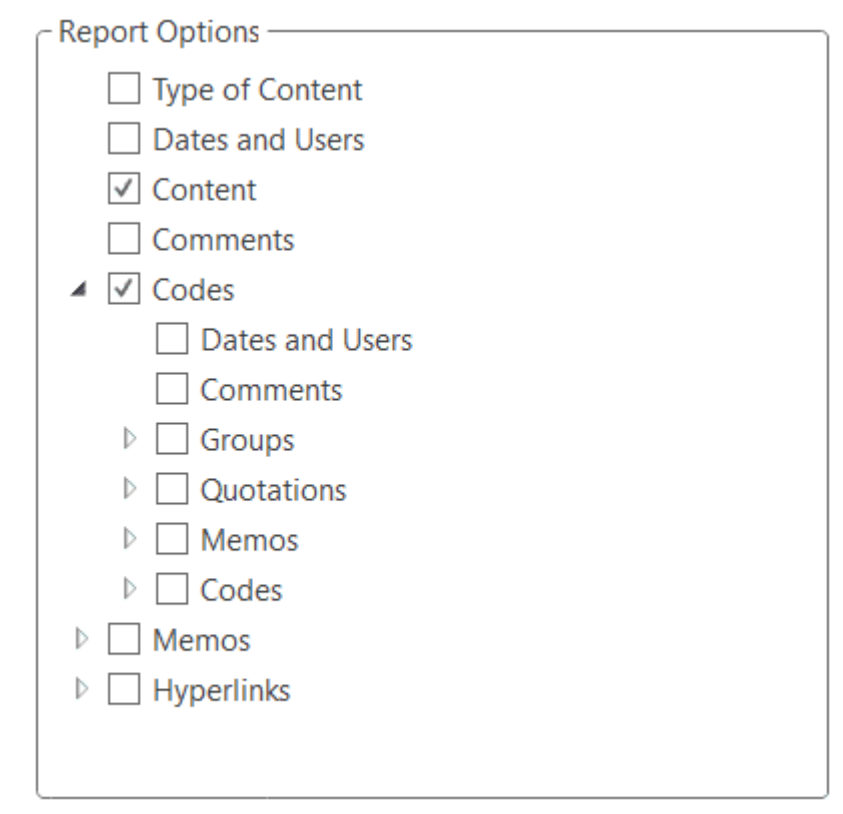 Report Options
Type of Content
Dates and Users
Content
Comments
Codes
Dates and Users
Comments
Groups
Quotations
Memos
Codes
Memos
Hyperlinks